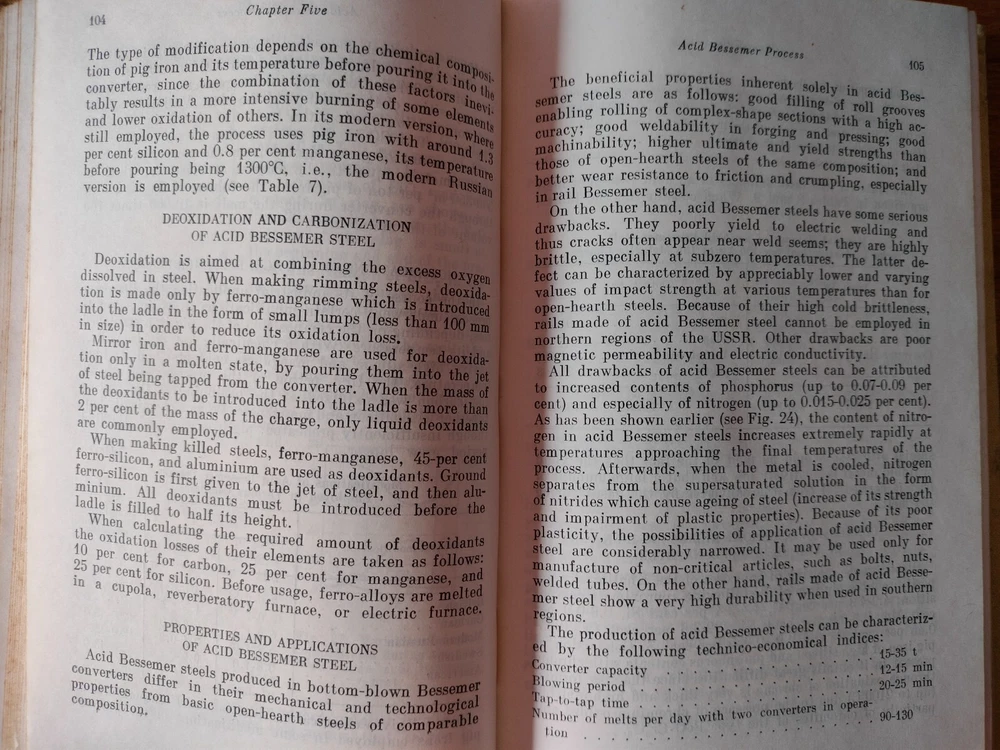 104
Chapter Five
The type of modification depends on the chemical composi-
tion of pig iron and its temperature before pouring it into the
converter, since the combination of these factors inevi-
tably results in a more intensive burning of some elements
and lower oxidation of others. In its modern version, where
still employed, the process uses pig iron with around 1.3
per cent silicon and 0.8 per cent manganese, its temperature
before pouring being 1300°C, i.e., the modern Russian
version is employed (see Table 7).
DEOXIDATION AND CARBONIZATION
OF ACID BESSEMER STEEL
Deoxidation is aimed at combining the excess oxygen
dissolved in steel. When making rimming steels, deoxida-
tion is made only by ferro-manganese which is introduced
into the ladle in the form of small lumps (less than 100 mm
in size) in order to reduce its oxidation loss.
Mirror iron and ferro-manganese are used for deoxida-
tion only in a molten state, by pouring them into the jet
of steel being tapped from the converter. When the mass of
the deoxidants to be introduced into the ladle is more than
2 per cent of the mass of the charge, only liquid deoxidants
are commonly employed.
When making killed steels, ferro-manganese, 45-per cent
ferro-silicon, and aluminium are used as deoxidants. Ground
ferro-silicon is first given to the jet of steel, and then alu-
minium. All deoxidants must be introduced before the
ladle is filled to half its height.
When calculating the required amount of deoxidants
the oxidation losses of their elements are taken as follows:
10 per cent for carbon, 25 per cent for manganese, and
25 per cent for silicon. Before usage, ferro-alloys are melted
in a cupola, reverberatory furnace, or electric furnace.
PROPERTIES AND APPLICATIONS
OF ACID BESSEMER STEEL
Acid Bessemer steels produced in bottom-blown Bessemer
converters differ in their mechanical and technological
properties from basic open-hearth steels of comparable
composition.
Acid Bessemer Process
105
The beneficial properties inherent solely in acid Bes-
semer steels are as follows: good filling of roll grooves
enabling rolling of complex-shape sections with a high ac-
curacy; good weldability in forging and pressing; good
machinability; higher ultimate and yield strengths than
those of open-hearth steels of the same composition; and
better wear resistance to friction and crumpling, especially
in rail Bessemer steel.
On the other hand, acid Bessemer steels have some serious
drawbacks. They poorly yield to electric welding and
thus cracks often appear near weld seems; they are highly
brittle, especially at subzero temperatures. The latter de-
fect can be characterized by appreciably lower and varying
values of impact strength at various temperatures than for
open-hearth steels. Because of their high cold brittleness,
rails made of acid Bessemer steel cannot be employed in
northern regions of the USSR. Other drawbacks are poor
magnetic permeability and electric conductivity.
All drawbacks of acid Bessemer steels can be attributed
to increased contents of phosphorus (up to 0.07-0.09 per
cent) and especially of nitrogen (up to 0.015-0.025 per cent).
As has been shown earlier (see Fig. 24), the content of nitro-
gen in acid Bessemer steels increases extremely rapidly at
temperatures approaching the final temperatures of the
process. Afterwards, when the metal is cooled, nitrogen
separates from the supersaturated solution in the form
of nitrides which cause ageing of steel (increase of its strength
and impairment of plastic properties). Because of its poor
plasticity, the possibilities of application of acid Bessemer
steel are considerably narrowed. It may be used only for
manufacture of non-critical articles, such as bolts, nuts,
welded tubes. On the other hand, rails made of acid Besse-
mer steel show a very high durability when used in southern
regions.
The production of acid Bessemer steels can be characteriz-
ed by the following technico-economical indices:
Converter capacity . . . . . . . . . . . . 15-35 t
Blowing period . . . . . . . . . . . . . . 12-15 min
Tap-to-tap time . . . . . . . . . . . . . 20-25 min
Number of melts per day with two converters in opera-
tion . . . . . . . . . . . . . . . . . . . 90-130